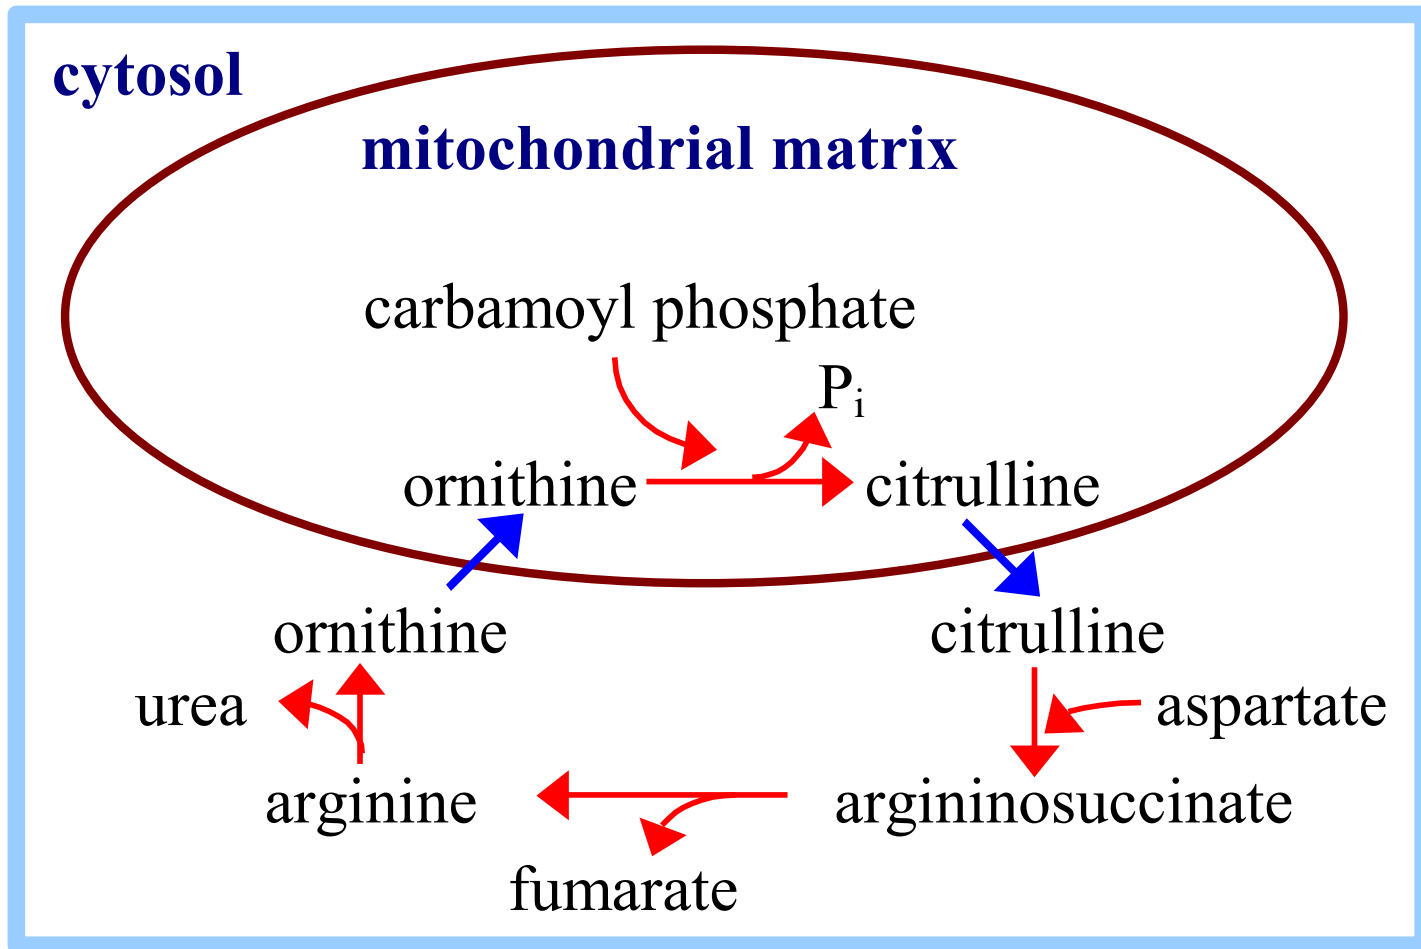 cytosol
mitochondrial matrix
carbamoyl phosphate
Pi
ornithine
citrulline
ornithine
citrulline
urea
aspartate
arginine
argininosuccinate
fumarate